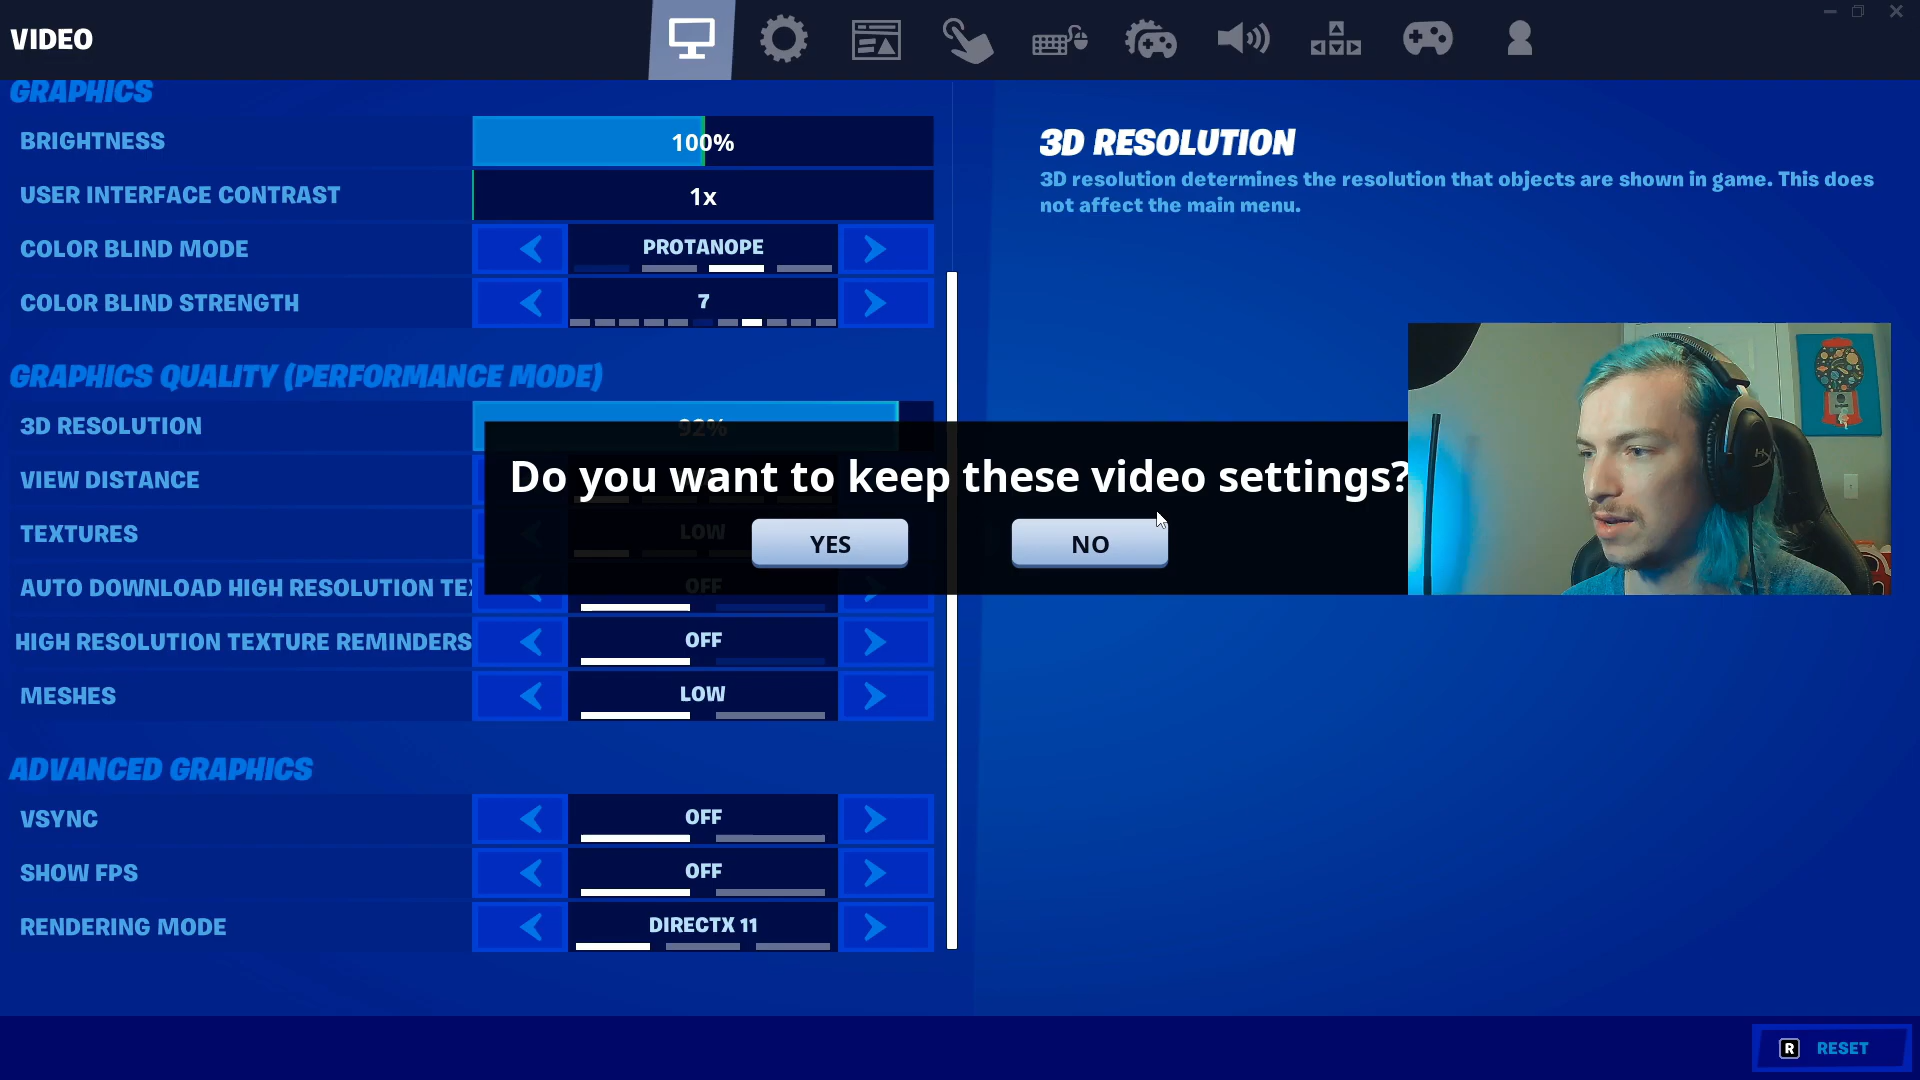 VIDEO
GRAPHICS
BRIGHTNESS
100%
USER INTERFACE CONTRAST
1x
COLOR BLIND MODE
PROTANOPE
COLOR BLIND STRENGTH
7
GRAPHICS QUALITY (PERFORMANCE MODE)
3D RESOLUTION
92%
VIEW DISTANCE
TEXTURES
LOW
AUTO DOWNLOAD HIGH RESOLUTION TE
OFF
HIGH RESOLUTION TEXTURE REMINDERS
OFF
MESHES
LOW
ADVANCED GRAPHICS
VSYNC
OFF
SHOW FPS
OFF
RENDERING MODE
DIRECTX 11
3D RESOLUTION
3D resolution determines the resolution that objects are shown in game. This does
not affect the main menu.
Do you want to keep these video settings?
YES
NO
R RESET